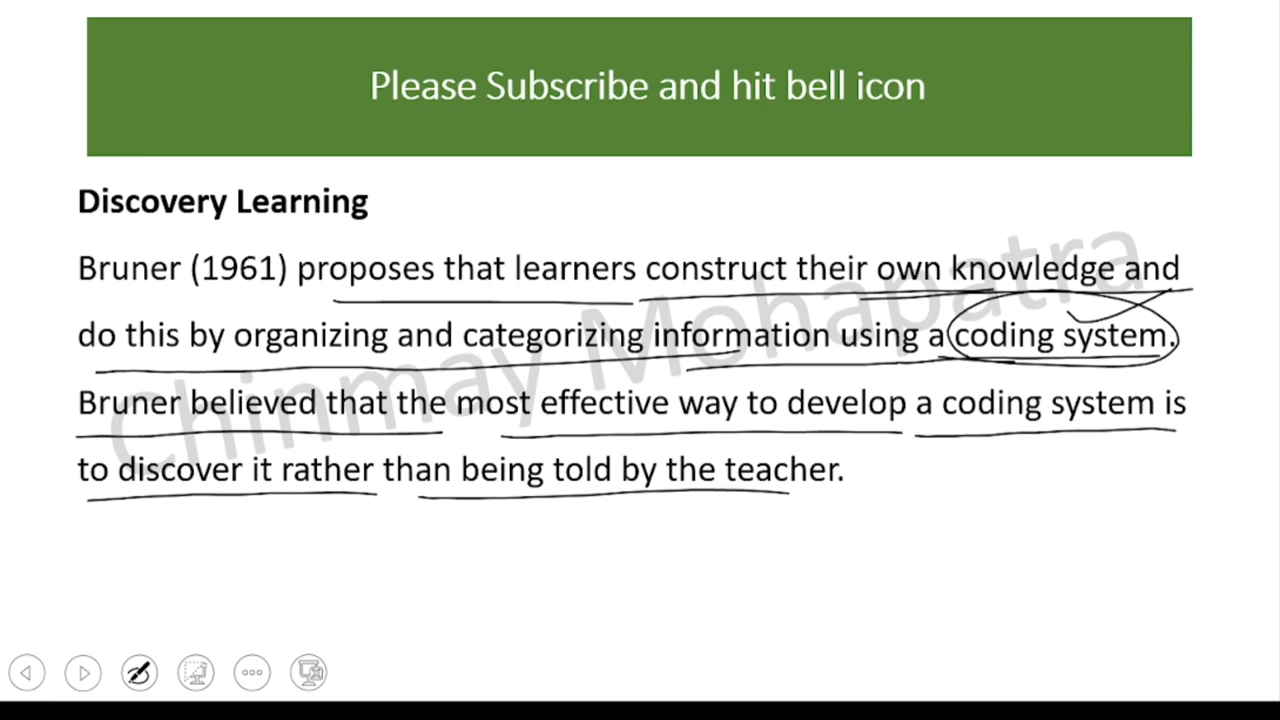 Please Subscribe and hit bell icon
Discovery Learning
Bruner (1961) proposes that learners construct their own knowledge and
do this by organizing and categorizing information using a coding system.
Bruner believed that the most effective way to develop a coding system is
to discover it rather than being told by the teacher.
Chinmay Mohapatra